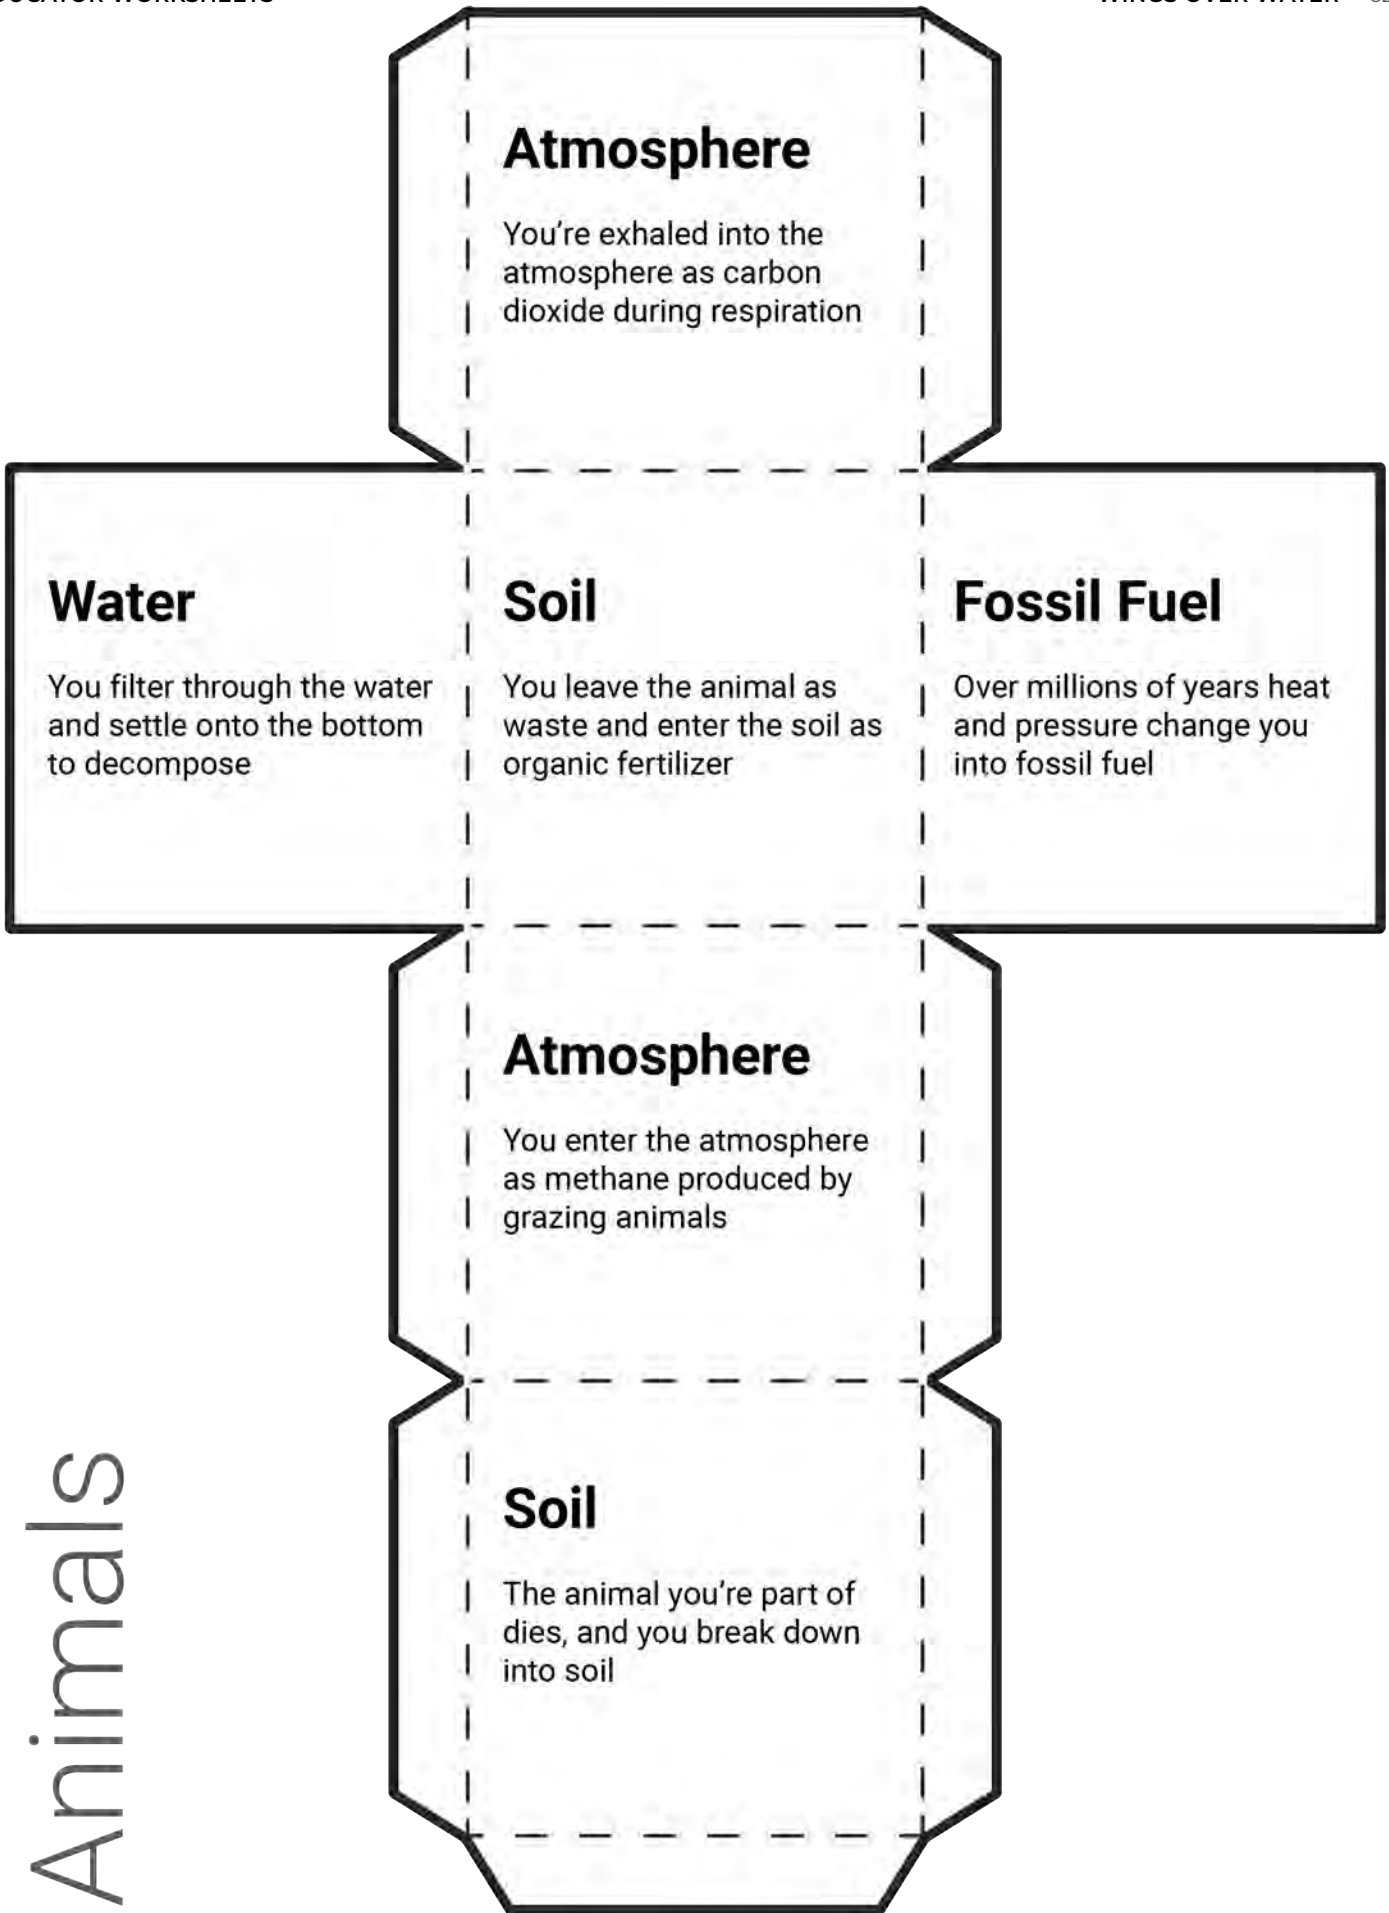 WINGS OVER WATER
Atmosphere
You're exhaled into the
atmosphere as carbon
dioxide during respiration
Water
You filter through the water
and settle onto the bottom
to decompose
Soil
You leave the animal as
waste and enter the soil as
organic fertilizer
Fossil Fuel
Over millions of years heat
and pressure change you
into fossil fuel
Atmosphere
You enter the atmosphere
as methane produced by
grazing animals
Soil
The animal you're part of
dies, and you break down
into soil
Animals